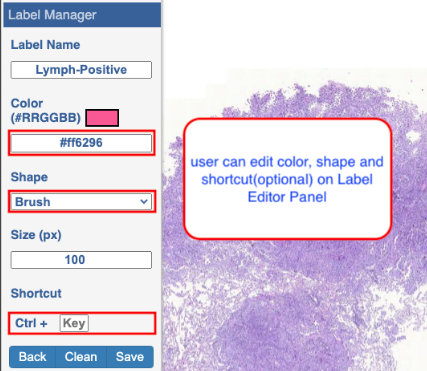 Label Manager
Label Name
Lymph-Positive
Color
(#RRGGBB)
#ff6296
Shape
Brush
Size (px)
100
Shortcut
Ctrl + Key
Back Clean Save
user can edit color, shape and
shortcut(optional) on Label
Editor Panel